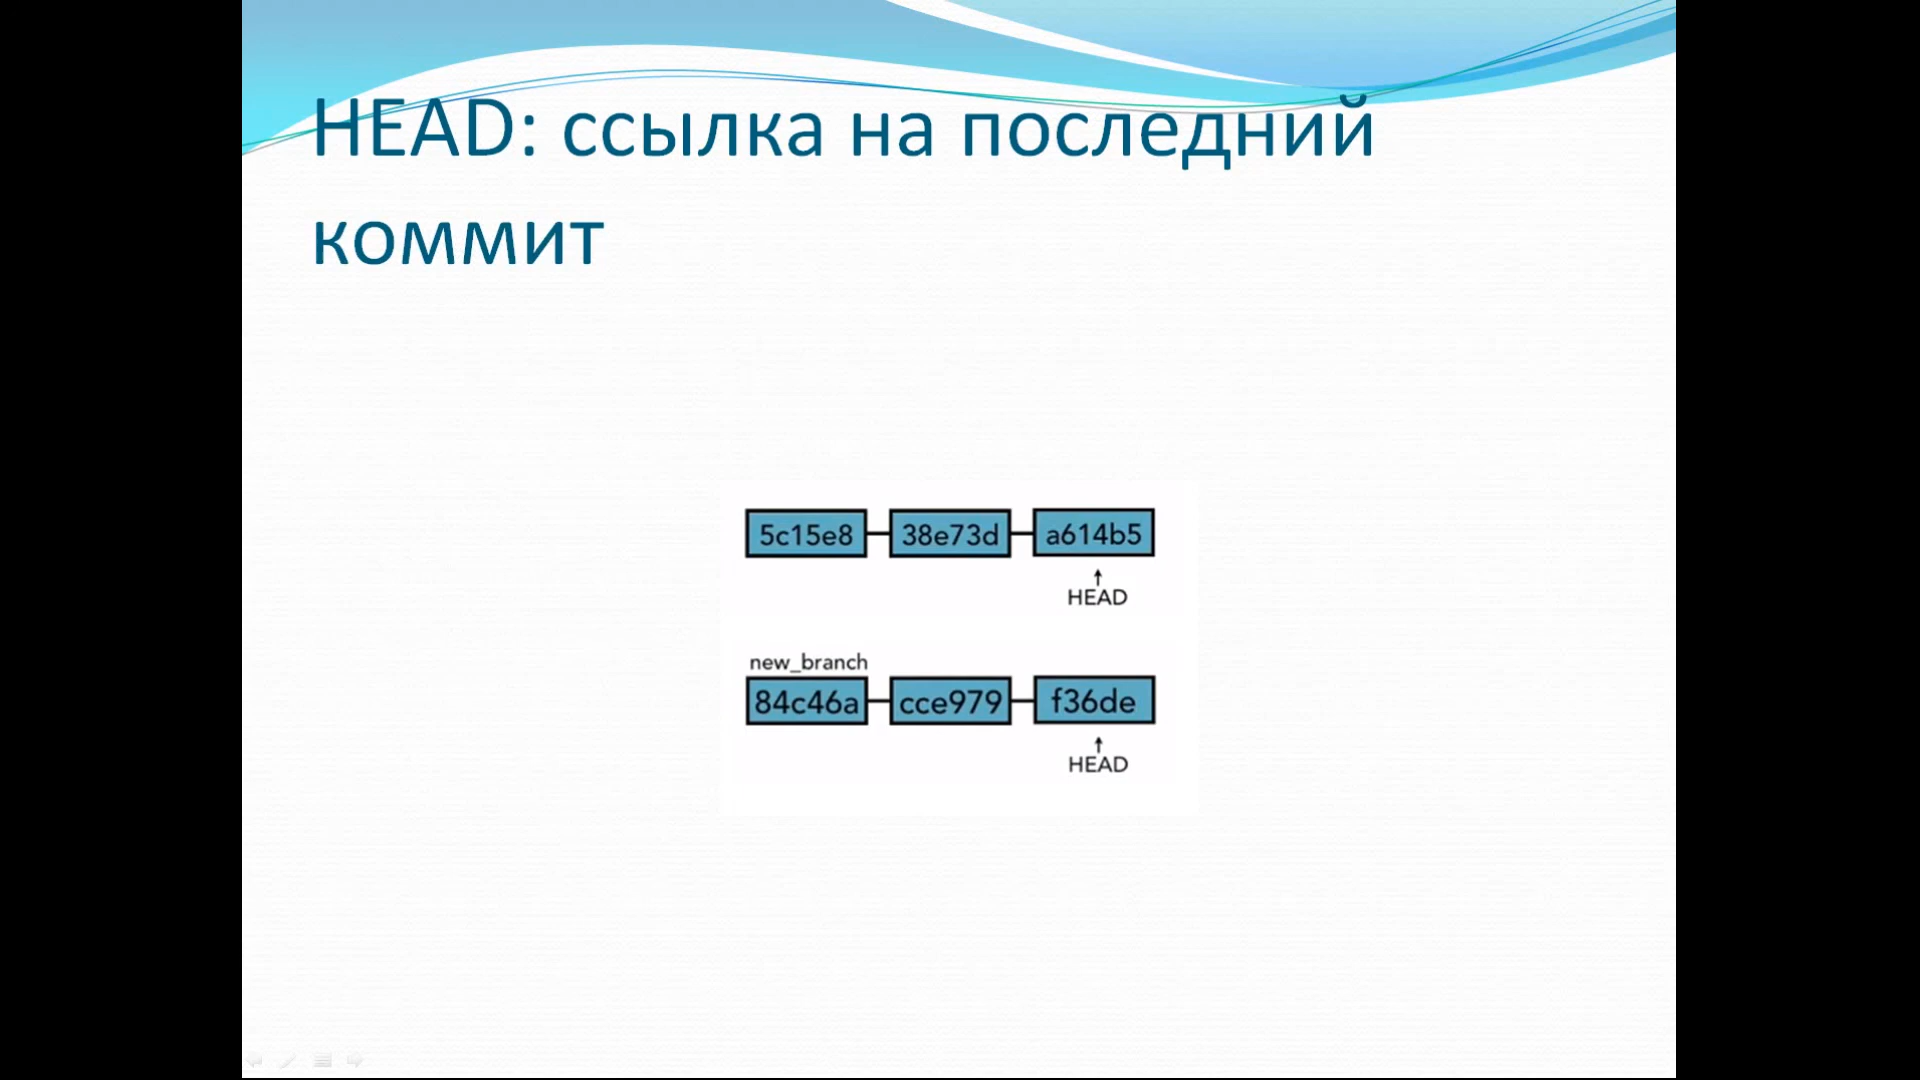 HEAD: ссылка на последний
коммит
5c15e8 38e73d a614b5
HEAD
new_branch
84c46a cce979 f36de
HEAD